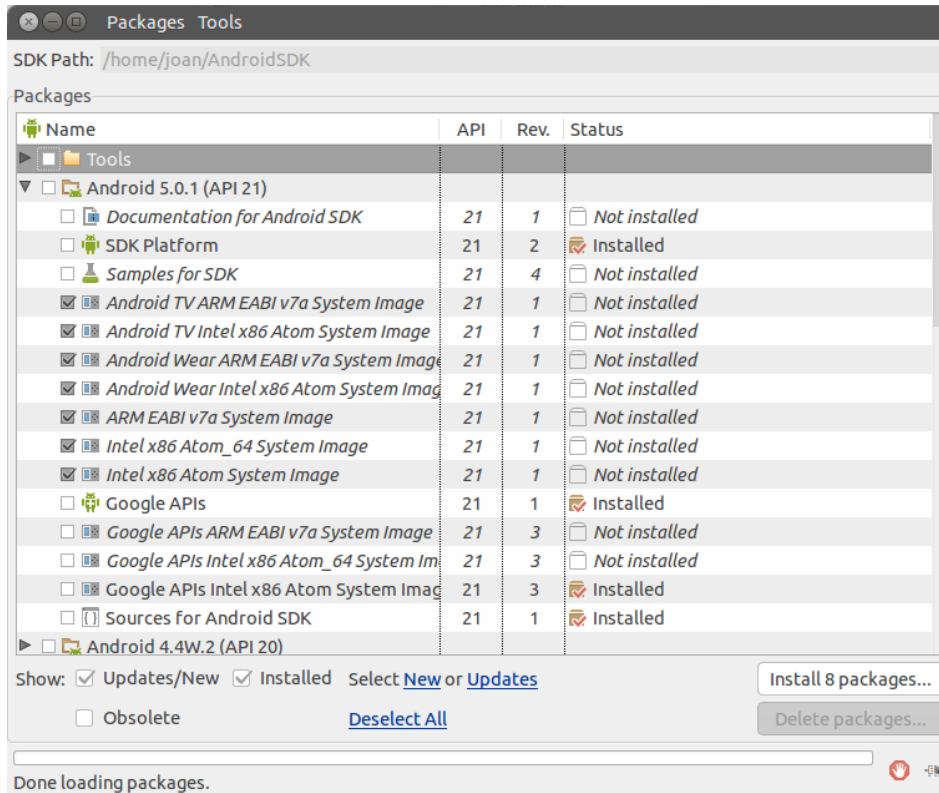 Packages Tools
SDK Path: /home/joan/AndroidSDK
Packages
Name API Rev. Status
Tools
Android 5.0.1 (API 21)
Documentation for Android SDK 21 1 Not installed
SDK Platform 21 2 Installed
Samples for SDK 21 4 Not installed
Android TV ARM EABI v7a System Image 21 1 Not installed
Android TV Intel x86 Atom System Image 21 1 Not installed
Android Wear ARM EABI v7a System Image 21 1 Not installed
Android Wear Intel x86 Atom System Imag 21 1 Not installed
ARM EABI v7a System Image 21 1 Not installed
Intel x86 Atom_64 System Image 21 1 Not installed
Intel x86 Atom System Image 21 1 Not installed
Google APIs 21 1 Installed
Google APIs ARM EABI v7a System Image 21 3 Not installed
Google APIs Intel x86 Atom_64 System Im 21 3 Not installed
Google APIs Intel x86 Atom System Imag 21 3 Installed
Sources for Android SDK 21 1 Installed
Android 4.4W.2 (API 20)
Show: Updates/New Installed Select New or Updates Install 8 packages...
Obsolete Deselect All Delete packages...
Done loading packages.